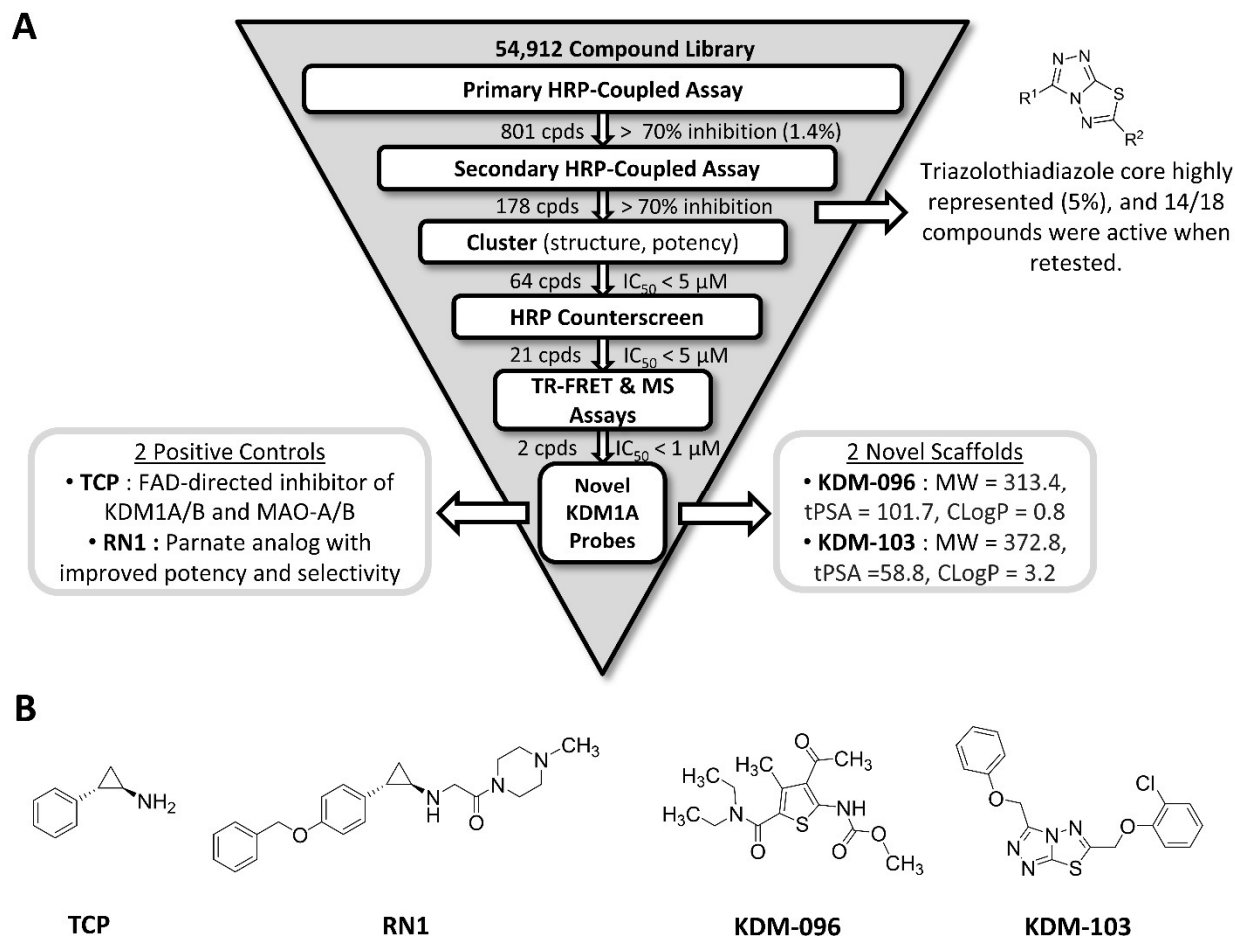 A
54,912 Compound Library
Primary HRP-Coupled Assay
801 cpds > 70% inhibition (1.4%)
Secondary HRP-Coupled Assay
178 cpds > 70% inhibition
Cluster (structure, potency)
64 cpds IC50 < 5 µM
HRP Counterscreen
21 cpds IC50 < 5 µM
TR-FRET & MS
Assays
2 cpds IC50 < 1 µM
Novel
KDM1A
Probes
N N
R1 N S
N
R2
Triazolothiadiazole core highly
represented (5%), and 14/18
compounds were active when
retested.
2 Positive Controls
• TCP : FAD-directed inhibitor of
KDM1A/B and MAO-A/B
• RN1 : Parnate analog with
improved potency and selectivity
2 Novel Scaffolds
• KDM-096 : MW = 313.4,
tPSA = 101.7, CLogP = 0.8
• KDM-103 : MW = 372.8,
tPSA =58.8, CLogP = 3.2
B
NH2
TCP
CH3
N
N
N
H
O
O
RN1
O
H3C CH3
H3C
H3C N S NH
O O O
CH3
KDM-096
Cl
O
N O
N N
N S
KDM-103